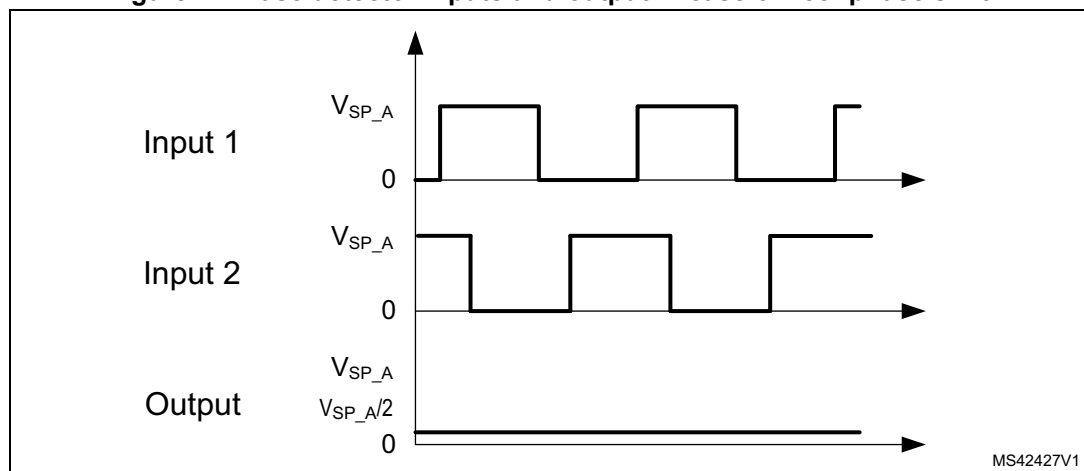 V_SP_A
Input 1
0
V_SP_A
Input 2
0
V_SP_A
Output V_SP_A/2
0
MS42427V1